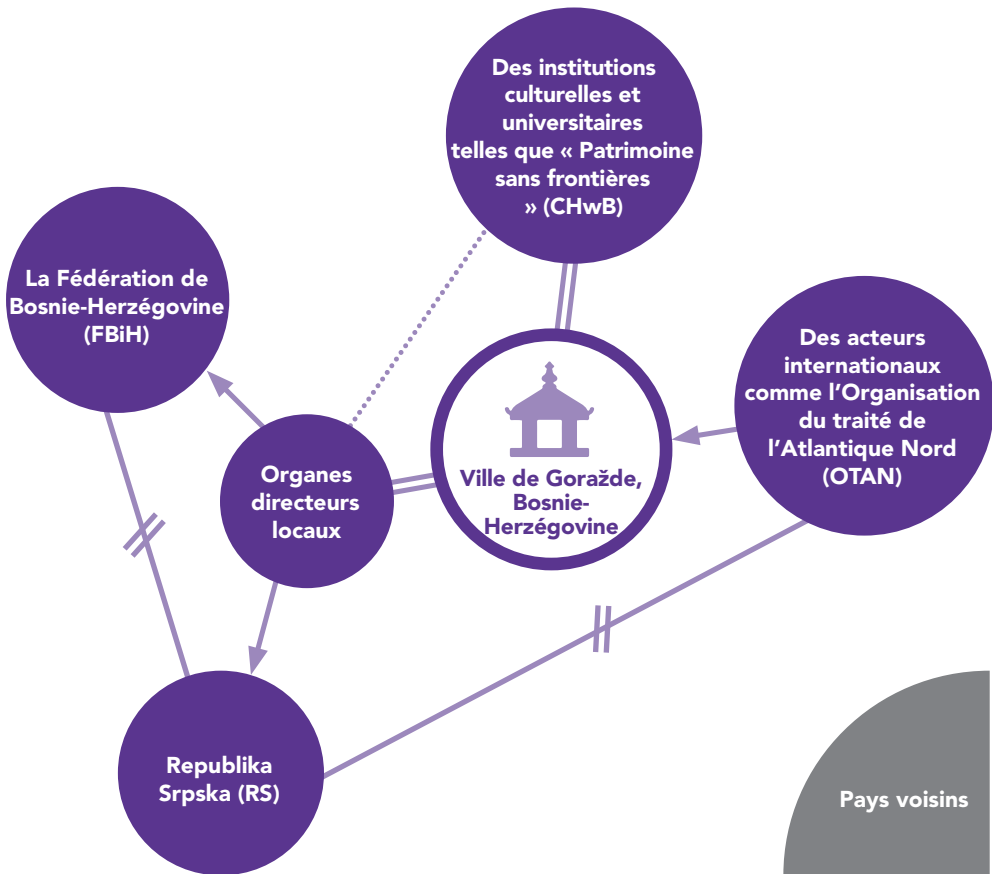 Des institutions
culturelles et
universitaires
telles que « Patrimoine
sans frontières
» (CHwB)
La Fédération de
Bosnie-Herzégovine
(FBiH)
Des acteurs
internationaux
comme l’Organisation
du traité de
l’Atlantique Nord
(OTAN)
Organes
directeurs
locaux
Ville de Goražde,
Bosnie-
Herzégovine
Republika
Srpska (RS)
Pays voisins